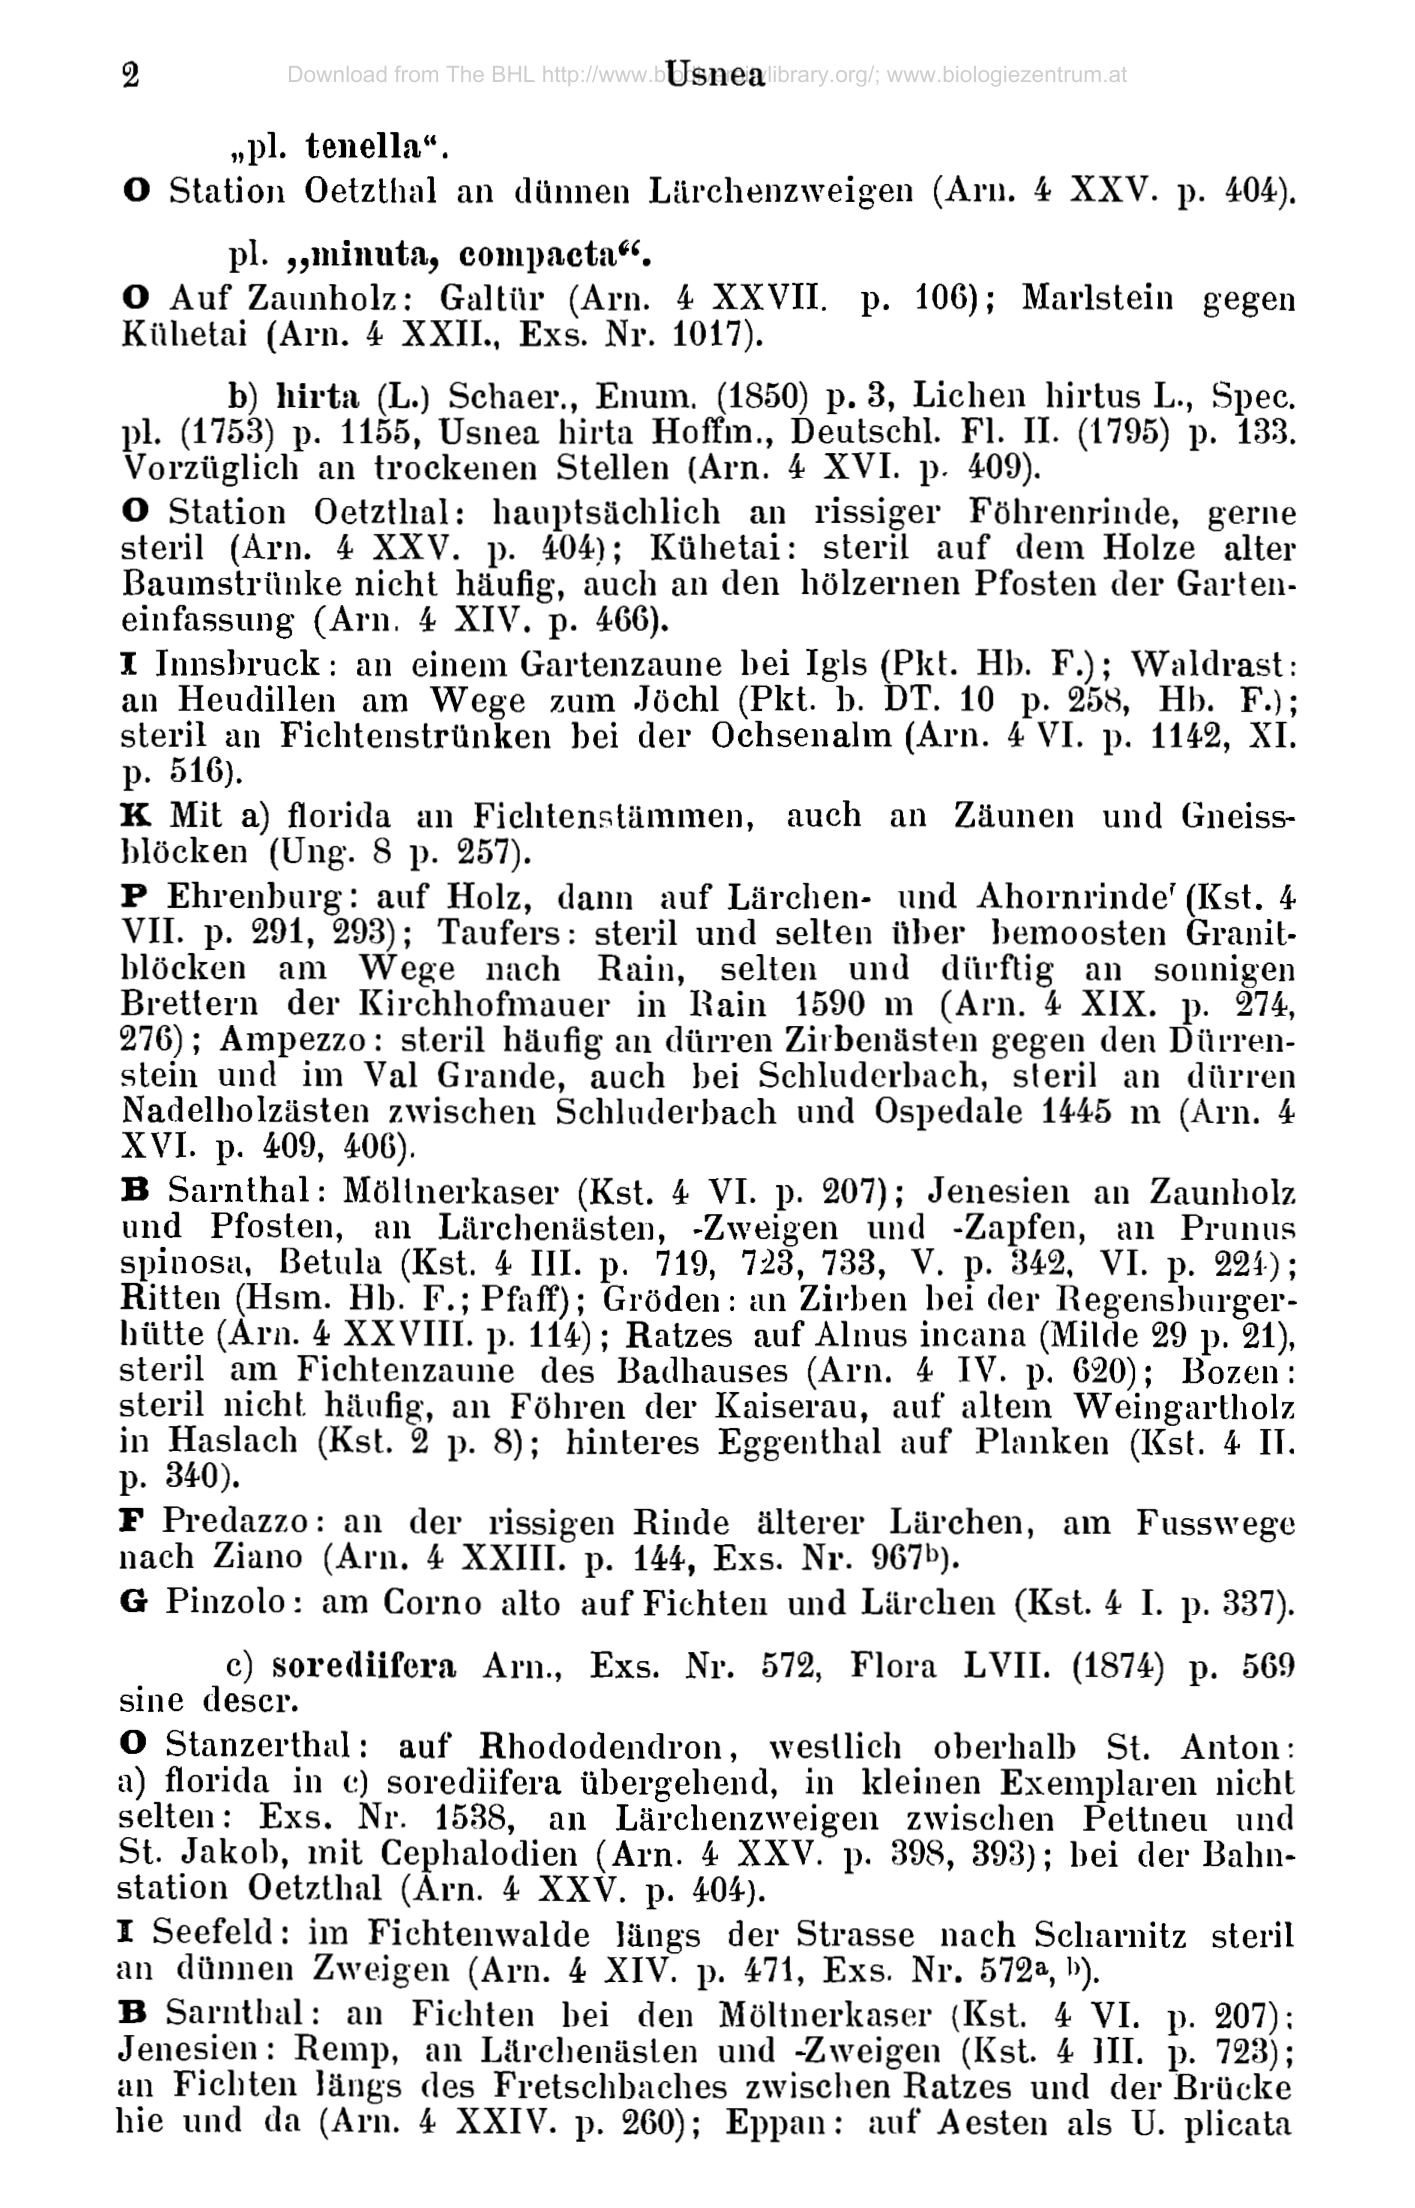 2 Usnea
Download from The BHL http://www.biodiversitylibrary.org/; www.biologiezentrum.at
„pl. tenella“.
O Station Oetzthal an dünnen Lärchenzweigen (Arn. 4 XXV. p. 404).
pl. „minuta, compacta“.
O Auf Zaunholz: Galtür (Arn. 4 XXVII. p. 106); Marlstein gegen
Kühetai (Arn. 4 XXII., Exs. Nr. 1017).
b) hirta (L.) Schaer., Enum. (1850) p. 3, Lichen hirtus L., Spec.
pl. (1753) p. 1155, Usnea hirta Hoffm., Deutschl. Fl. II. (1795) p. 133.
Vorzüglich an trockenen Stellen (Arn. 4 XVI. p. 409).
O Station Oetzthal: hauptsächlich an rissiger Föhrenrinde, gerne
steril (Arn. 4 XXV. p. 404); Kühetai: steril auf dem Holze alter
Baumstrünke nicht häufig, auch an den hölzernen Pfosten der Garten-
einfassung (Arn. 4 XIV. p. 466).
I Innsbruck: an einem Gartenzaune bei Igls (Pkt. Hb. F.); Waldrast:
an Heudillen am Wege zum Jöchl (Pkt. b. DT. 10 p. 258, Hb. F.);
steril an Fichtenstrünken bei der Ochsenalm (Arn. 4 VI. p. 1142, XI.
p. 516).
K Mit a) florida an Fichtenstämmen, auch an Zäunen und Gneiss-
blöcken (Ung. 8 p. 257).
P Ehrenburg: auf Holz, dann auf Lärchen- und Ahornrinde (Kst. 4
VII. p. 291, 293); Taufers: steril und selten über bemoosten Granit-
blöcken am Wege nach Rain, selten und dürftig an sonnigen
Brettern der Kirchhofmauer in Rain 1590 m (Arn. 4 XIX. p. 274,
276); Ampezzo: steril häufig an dürren Zirbenästen gegen den Dürren-
stein und im Val Grande, auch bei Schluderbach, steril an dürren
Nadelholzästen zwischen Schluderbach und Ospedale 1445 m (Arn. 4
XVI. p. 409, 406).
B Sarnthal: Möltnerkaser (Kst. 4 VI. p. 207); Jenesien an Zaunholz
und Pfosten, an Lärchenästen, -Zweigen und -Zapfen, an Prunus
spinosa, Betula (Kst. 4 III. p. 719, 723, 733, V. p. 342, VI. p. 224);
Ritten (Hsm. Hb. F.; Pfaff); Gröden: an Zirben bei der Regensburger-
hütte (Arn. 4 XXVIII. p. 114); Ratzes auf Alnus incana (Milde 29 p. 21),
steril am Fichtenzaune des Badhauses (Arn. 4 IV. p. 620); Bozen:
steril nicht häufig, an Föhren der Kaiserau, auf altem Weingartholz
in Haslach (Kst. 2 p. 8); hinteres Eggenthal auf Planken (Kst. 4 II.
p. 340).
F Predazzo: an der rissigen Rinde älterer Lärchen, am Fusswege
nach Ziano (Arn. 4 XXIII. p. 144, Exs. Nr. 967ᵇ).
G Pinzolo: am Corno alto auf Fichten und Lärchen (Kst. 4 I. p. 337).
c) sorediifera Arn., Exs. Nr. 572, Flora LVII. (1874) p. 569
sine descr.
O Stanzerthal: auf Rhododendron, westlich oberhalb St. Anton:
a) florida in c) sorediifera übergehend, in kleinen Exemplaren nicht
selten: Exs. Nr. 1538, an Lärchenzweigen zwischen Pettneu und
St. Jakob, mit Cephalodien (Arn. 4 XXV. p. 398, 393); bei der Bahn-
station Oetzthal (Arn. 4 XXV. p. 404).
I Seefeld: im Fichtenwalde längs der Strasse nach Scharnitz steril
an dünnen Zweigen (Arn. 4 XIV. p. 471, Exs. Nr. 572ᵃ, ᵇ).
B Sarnthal: an Fichten bei den Möltnerkaser (Kst. 4 VI. p. 207);
Jenesien: Remp, an Lärchenästen und -Zweigen (Kst. 4 III. p. 723);
an Fichten längs des Fretschbaches zwischen Ratzes und der Brücke
hie und da (Arn. 4 XXIV. p. 260); Eppan: auf Aesten als U. plicata